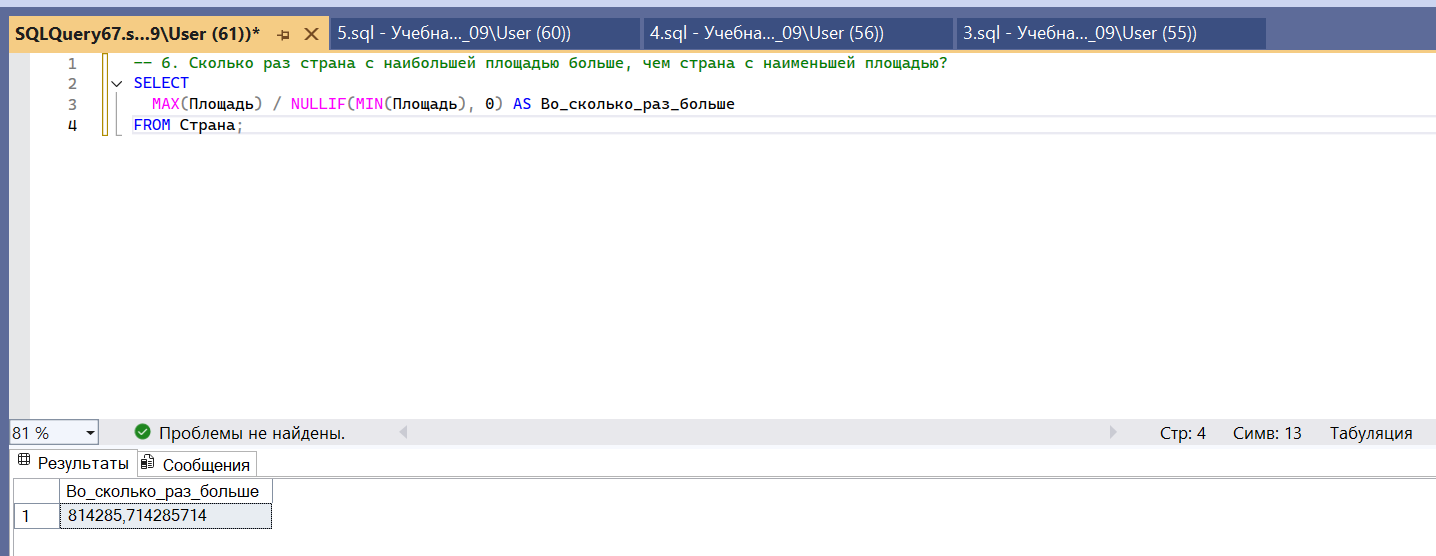 SQLQuery67.s...9\User (61))* 5.sql - Учебна..._09\User (60)) 4.sql - Учебна..._09\User (56)) 3.sql - Учебна..._09\User (55))
1 -- 6. Сколько раз страна с наибольшей площадью больше, чем страна с наименьшей площадью?
2 SELECT
3 MAX(Площадь) / NULLIF(MIN(Площадь), 0) AS Во_сколько_раз_больше
4 FROM Страна;
81 % Проблемы не найдены. Стр: 4 Симв: 13 Табуляция
Результаты Сообщения
Во_сколько_раз_больше
1 814285,714285714